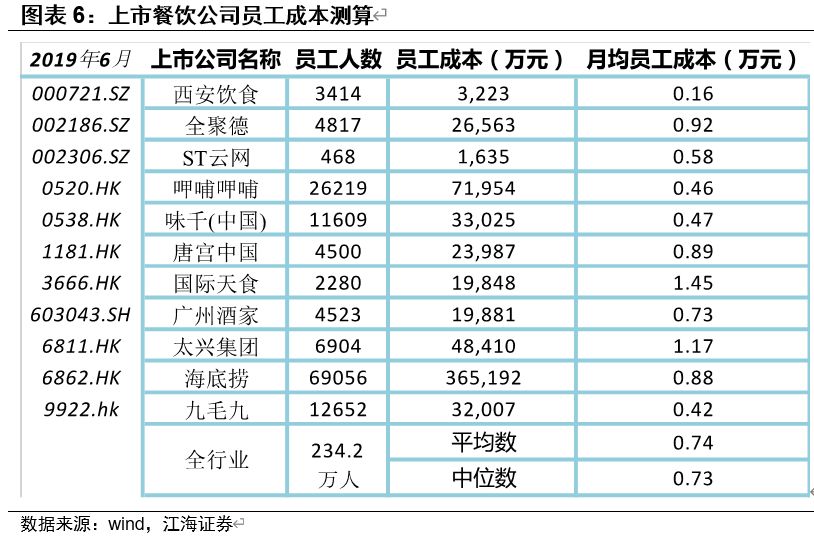 图表 6：上市餐饮公司员工成本测算
2019年6月 上市公司名称 员工人数 员工成本（万元） 月均员工成本（万元）
000721.SZ 西安饮食 3414 3,223 0.16
002186.SZ 全聚德 4817 26,563 0.92
002306.SZ ST云网 468 1,635 0.58
0520.HK 呷哺呷哺 26219 71,954 0.46
0538.HK 味千(中国) 11609 33,025 0.47
1181.HK 唐宫中国 4500 23,987 0.89
3666.HK 国际天食 2280 19,848 1.45
603043.SH 广州酒家 4523 19,881 0.73
6811.HK 太兴集团 6904 48,410 1.17
6862.HK 海底捞 69056 365,192 0.88
9922.hk 九毛九 12652 32,007 0.42
全行业 234.2 万人 平均数 0.74
中位数 0.73
数据来源：wind，江海证券